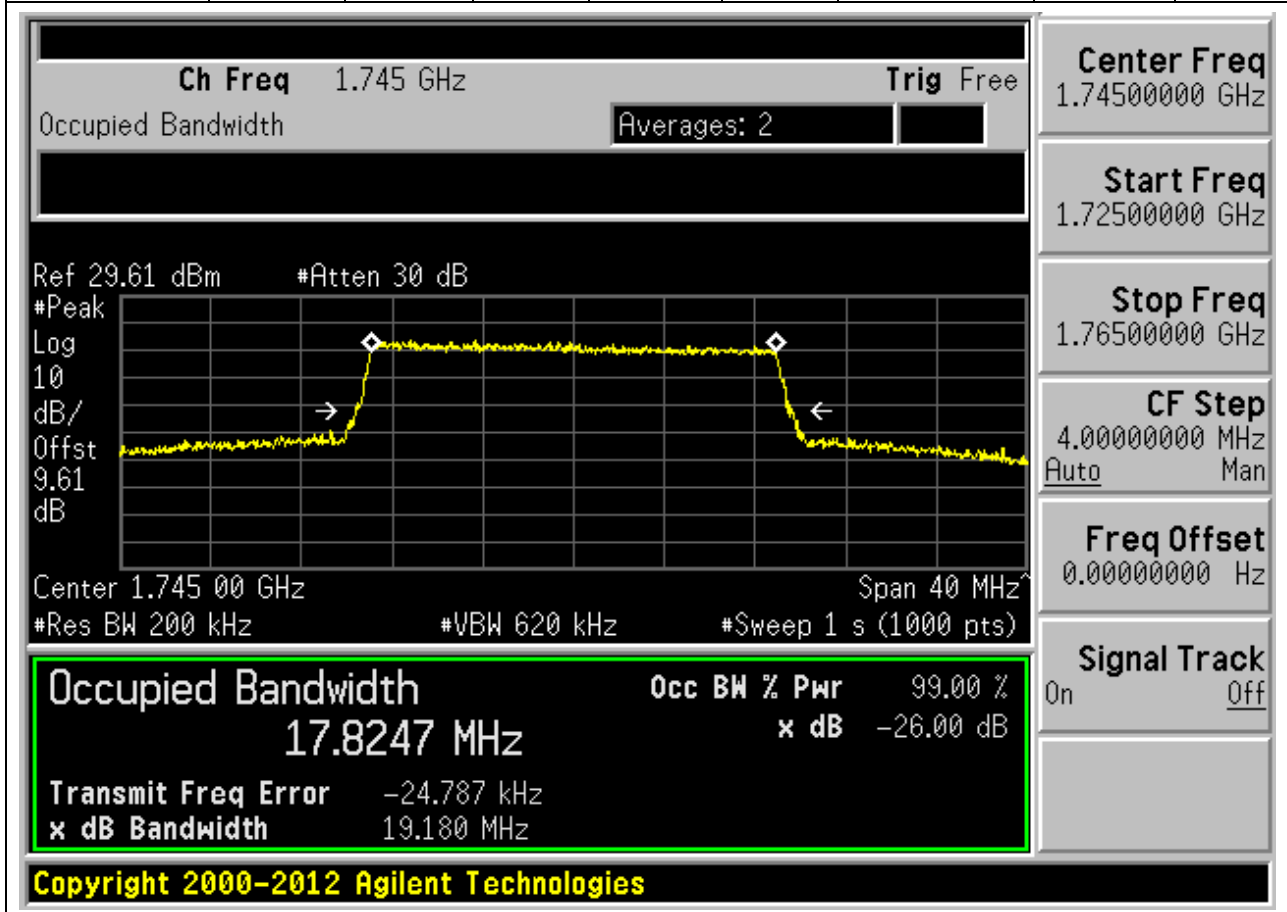 Ch Freq 1.745 GHz Trig Free
Occupied Bandwidth Averages: 2
Ref 29.61 dBm #Atten 30 dB
#Peak
Log
10
dB/
Offst
9.61
dB
Center 1.745 00 GHz Span 40 MHz^
#Res BW 200 kHz #VBW 620 kHz #Sweep 1 s (1000 pts)
Occupied Bandwidth Occ BW % Pwr 99.00 %
17.8247 MHz x dB -26.00 dB
Transmit Freq Error -24.787 kHz
x dB Bandwidth 19.180 MHz
Copyright 2000-2012 Agilent Technologies
Center Freq
1.74500000 GHz
Start Freq
1.72500000 GHz
Stop Freq
1.76500000 GHz
CF Step
4.00000000 MHz
Auto Man
Freq Offset
0.00000000 Hz
Signal Track
On Off